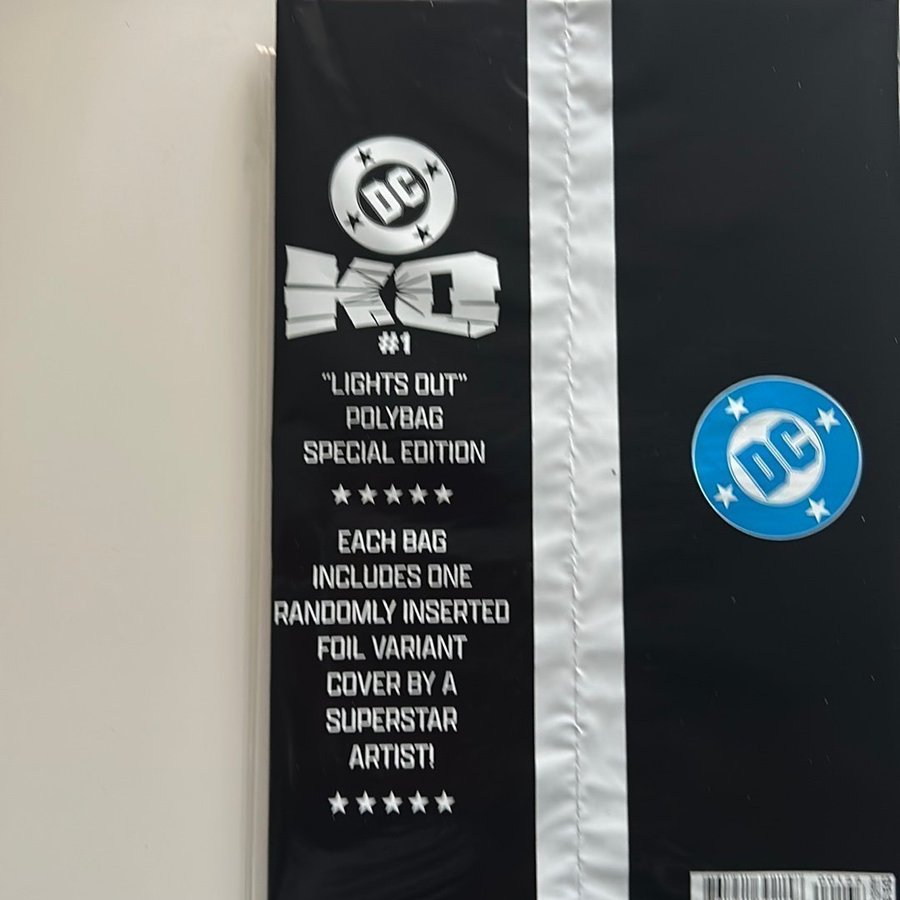 DC
KO
#1
"LIGHTS OUT"
POLYBAG
SPECIAL EDITION
EACH BAG
INCLUDES ONE
RANDOMLY INSERTED
FOIL VARIANT
COVER BY A
SUPERSTAR
ARTIST!
DC